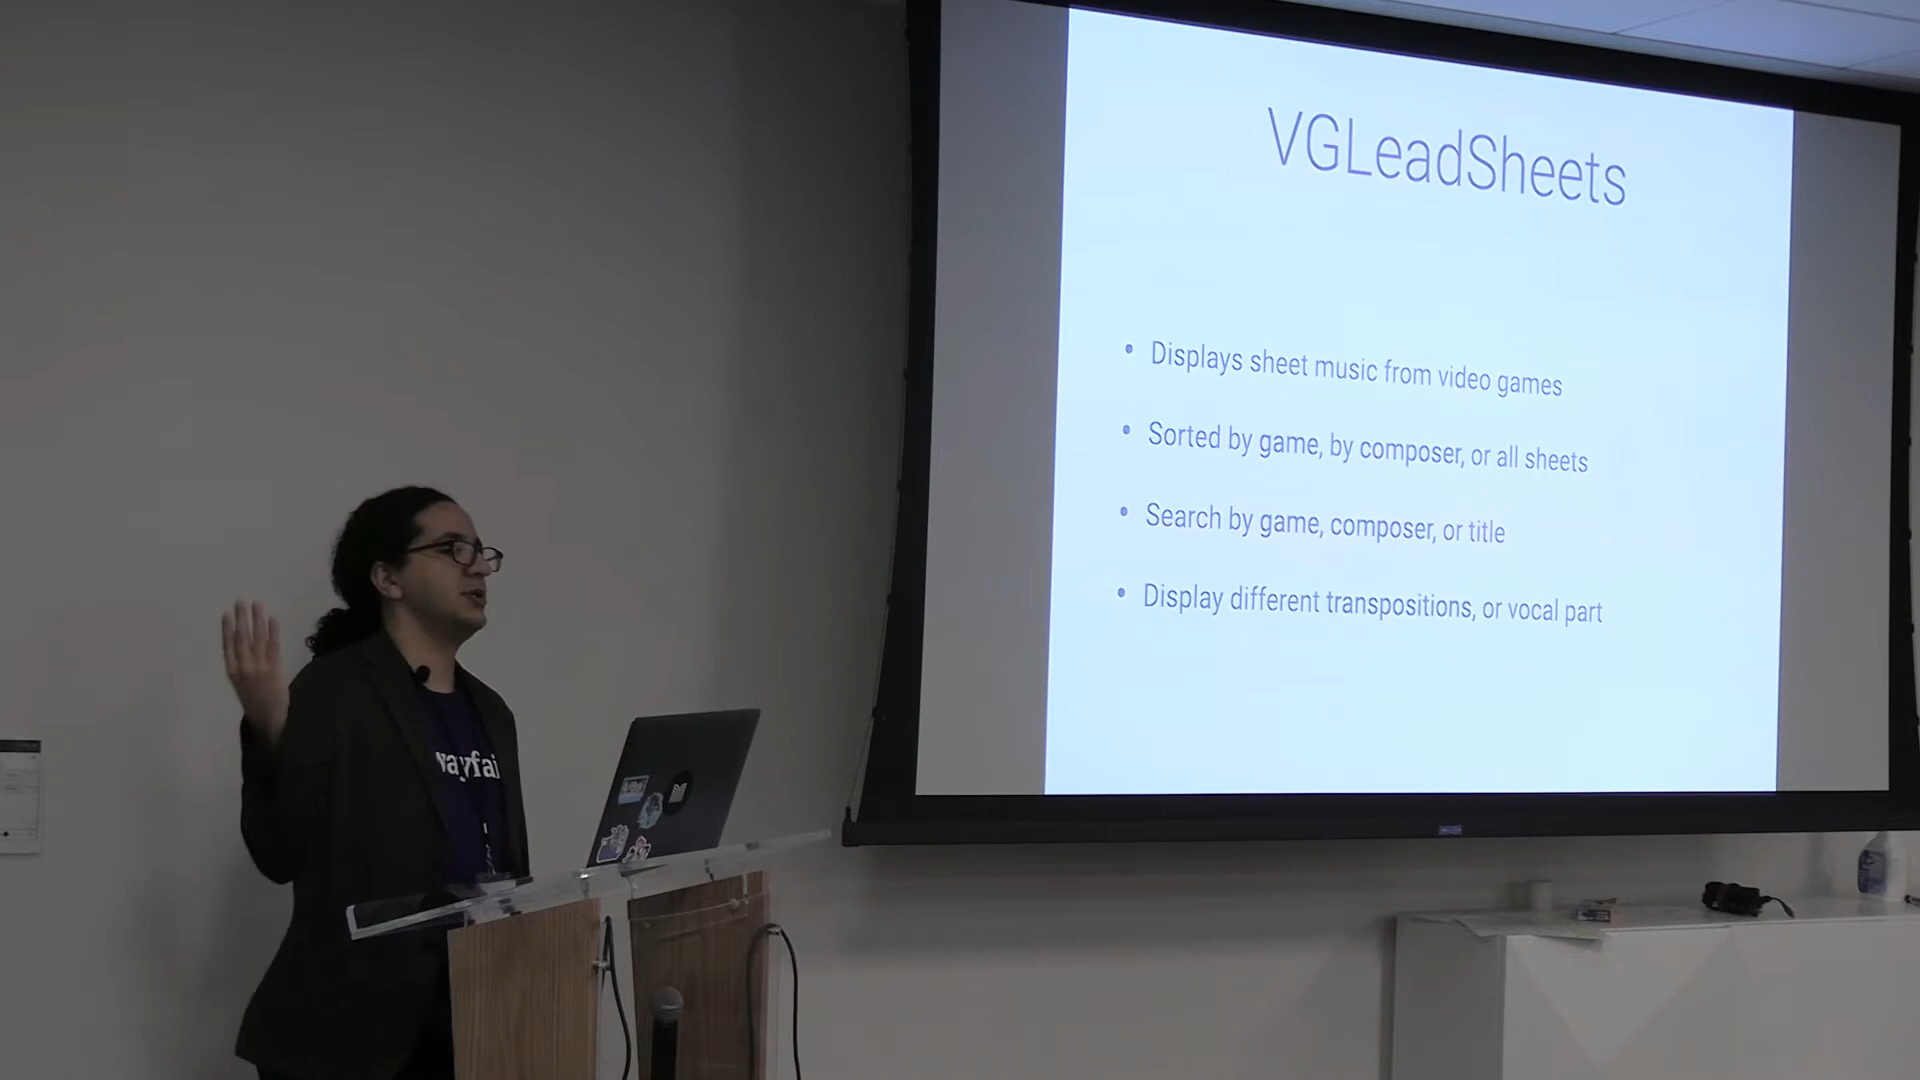 VGLeadSheets
• Displays sheet music from video games
• Sorted by game, by composer, or all sheets
• Search by game, composer, or title
• Display different transpositions, or vocal part
wayfai